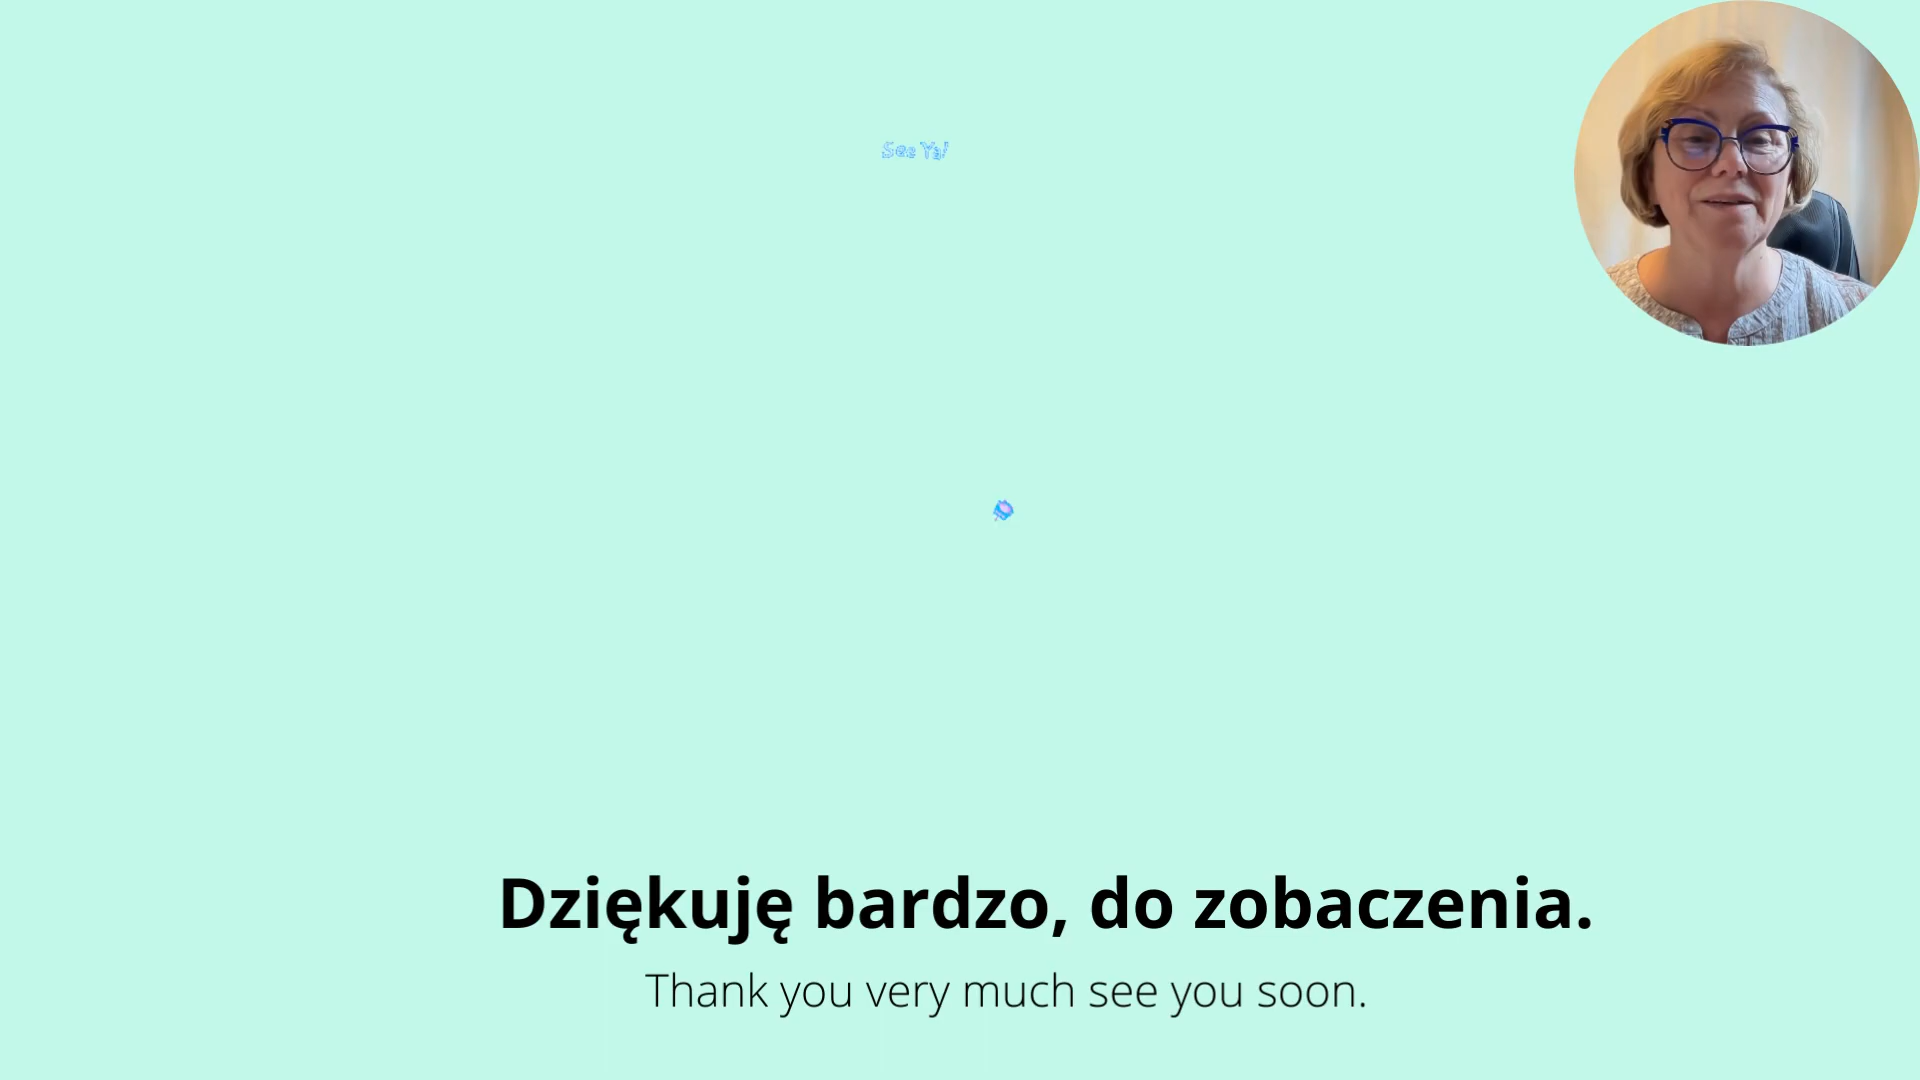 See Ya!
Dziękuję bardzo, do zobaczenia.
Thank you very much see you soon.